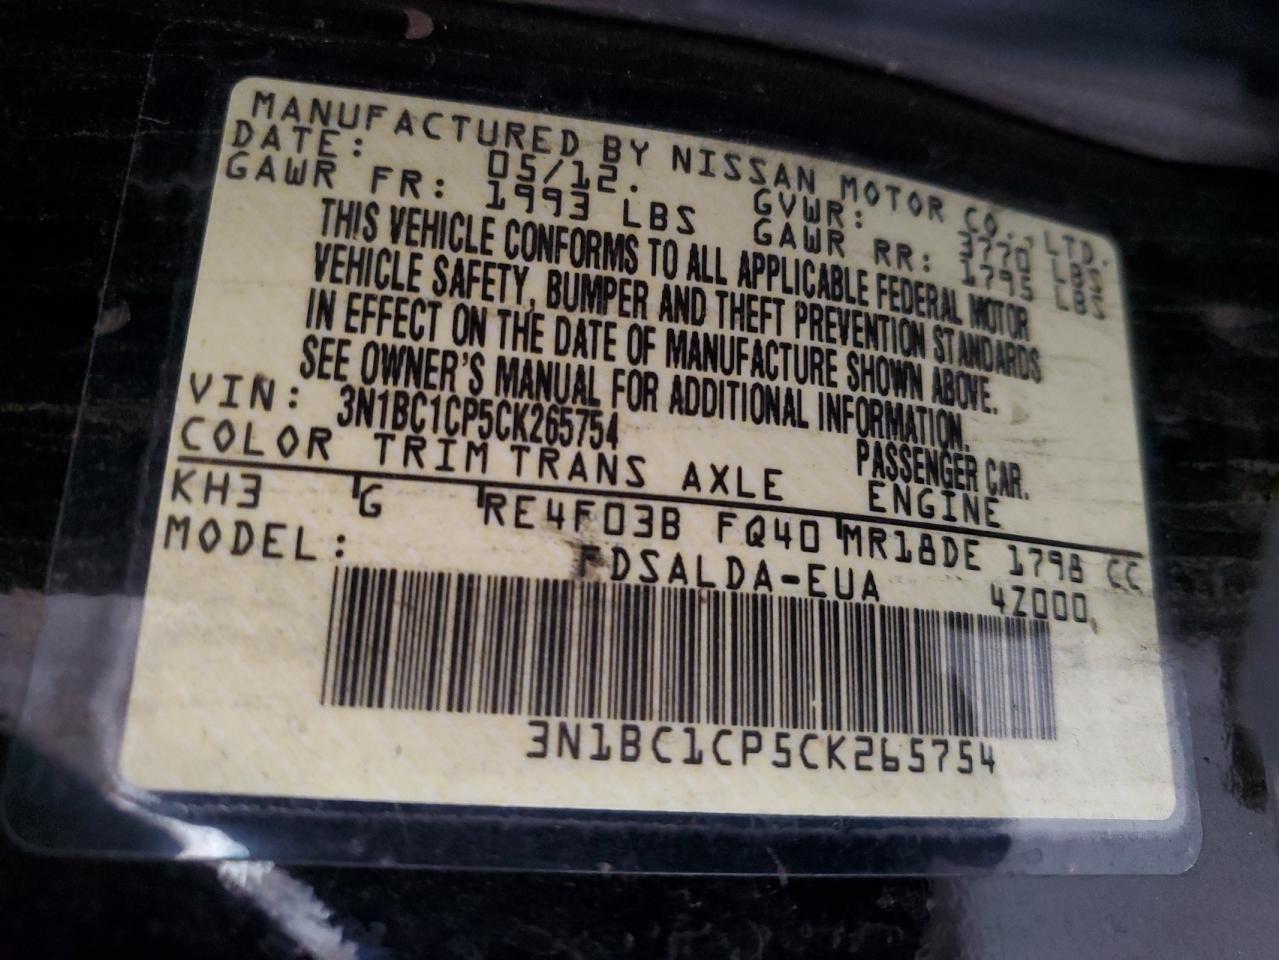 MANUFACTURED BY NISSAN MOTOR CO.,LTD.
DATE: 05/12. GVWR: 3770 LBS
GAWR FR: 1993 LBS GAWR RR: 1795 LBS
THIS VEHICLE CONFORMS TO ALL APPLICABLE FEDERAL MOTOR
VEHICLE SAFETY, BUMPER AND THEFT PREVENTION STANDARDS
IN EFFECT ON THE DATE OF MANUFACTURE SHOWN ABOVE.
SEE OWNER'S MANUAL FOR ADDITIONAL INFORMATION.
VIN: 3N1BC1CP5CK265754 PASSENGER CAR.
COLOR TRIM TRANS AXLE ENGINE
KH3 G RE4F03B FQ40 MR18DE 1798 CC
MODEL: FDSALDA-EUA 4Z000,
3N1BC1CP5CK265754